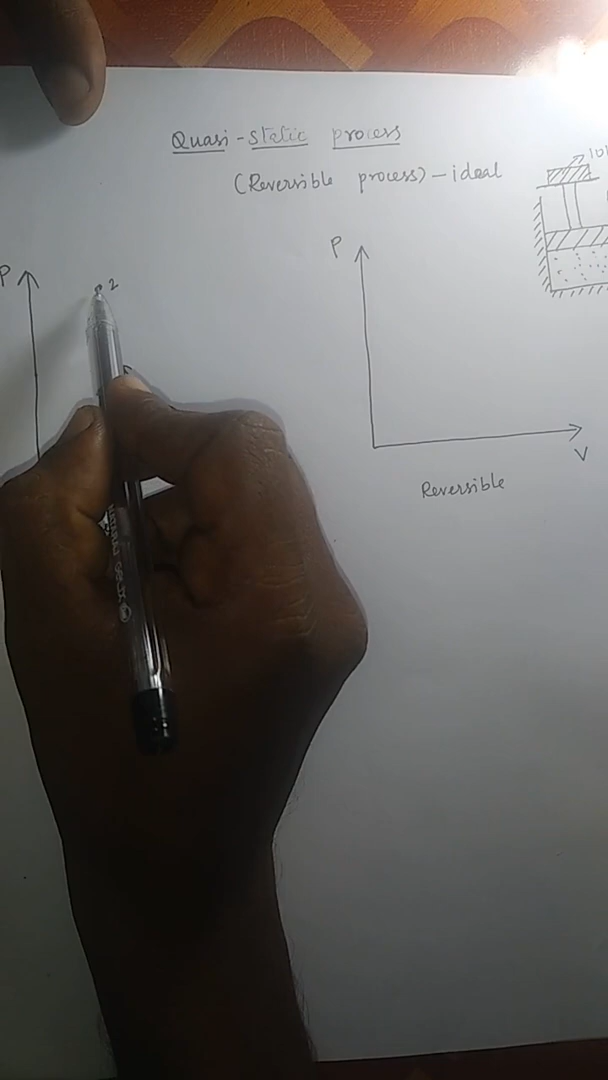 Quasi-static process
(Reversible process) - ideal
P
2
P
V
Reversible